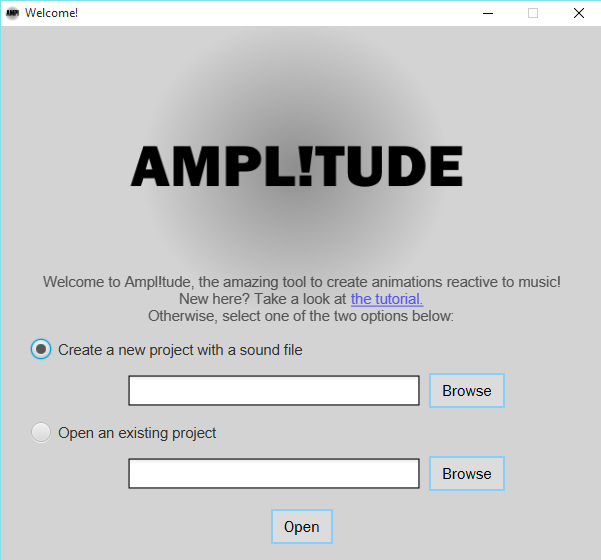 AMPL!
Welcome!
AMPL!TUDE
Welcome to Ampl!tude, the amazing tool to create animations reactive to music!
New here? Take a look at the tutorial.
Otherwise, select one of the two options below:
Create a new project with a sound file
Browse
Open an existing project
Browse
Open